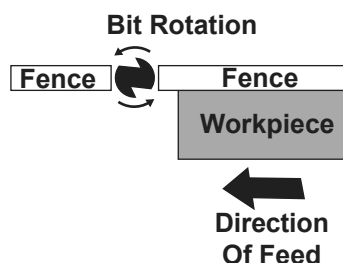 Bit Rotation
Fence
Fence
Workpiece
Direction
Of Feed